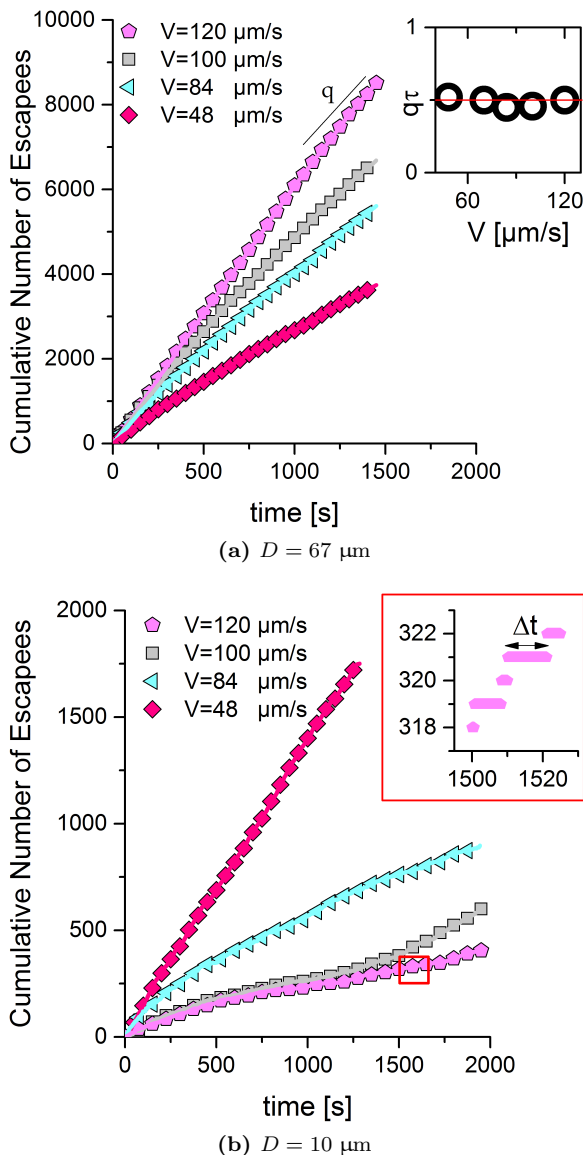 10000
8000
6000
4000
2000
0
Cumulative Number of Escapees
V=120 µm/s
V=100 µm/s
V=84 µm/s
V=48 µm/s
q
1
0
qτ
60 120
V [µm/s]
0 500 1000 1500 2000
time [s]
(a) D = 67 µm
2000
1500
1000
500
0
Cumulative Number of Escapees
V=120 µm/s
V=100 µm/s
V=84 µm/s
V=48 µm/s
Δt
322
320
318
1500 1520
0 500 1000 1500 2000
time [s]
(b) D = 10 µm